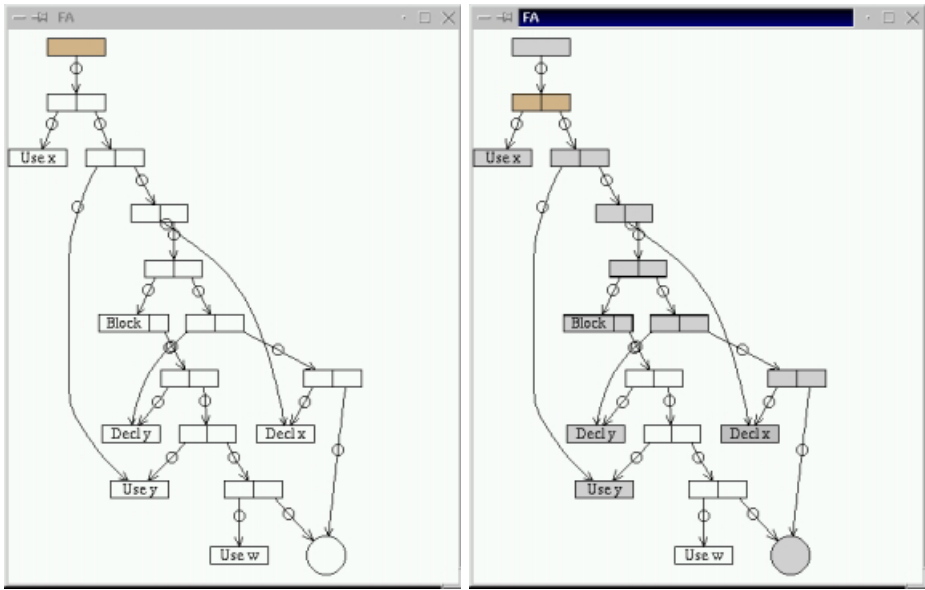 FA
Use x
Block
Decl y
Decl x
Use y
Use w
FA
Use x
Block
Decl y
Decl x
Use y
Use w